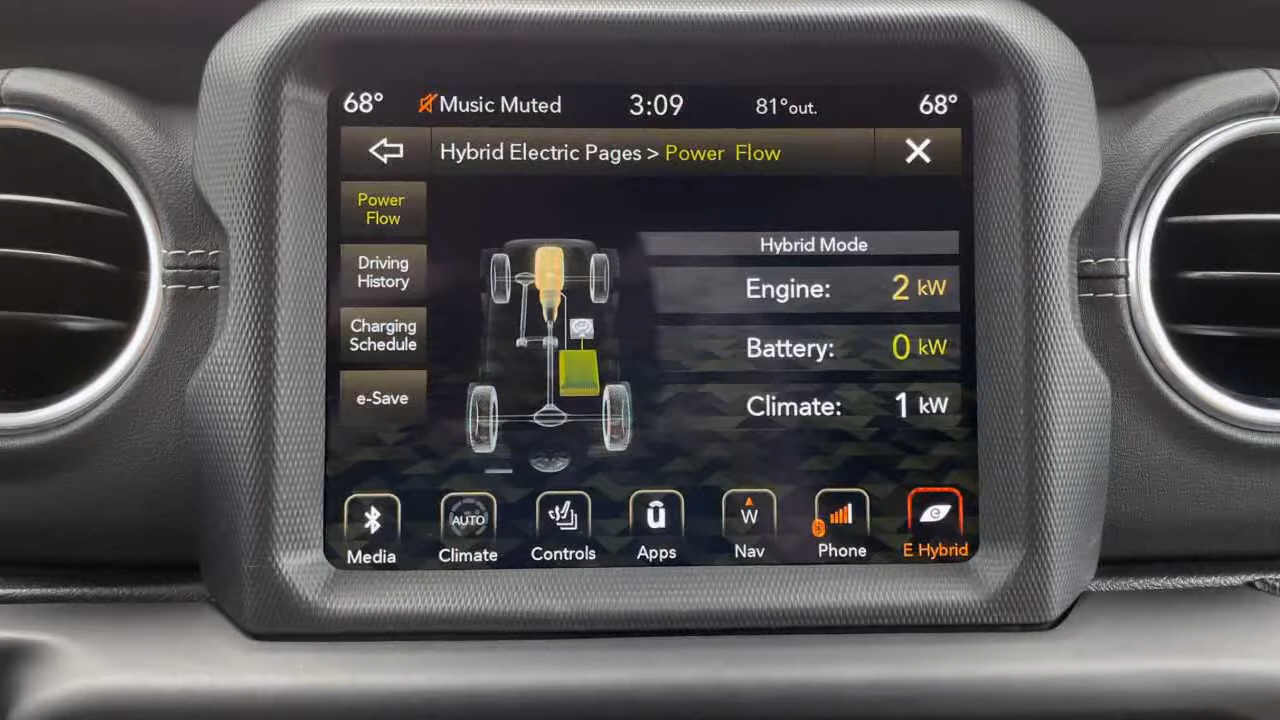 68° Music Muted 3:09 81°out. 68°
Hybrid Electric Pages > Power Flow
Power
Flow
Driving
History
Charging
Schedule
e-Save
Hybrid Mode
Engine: 2 kW
Battery: 0 kW
Climate: 1 kW
AUTO
W
Media Climate Controls Apps Nav Phone E Hybrid